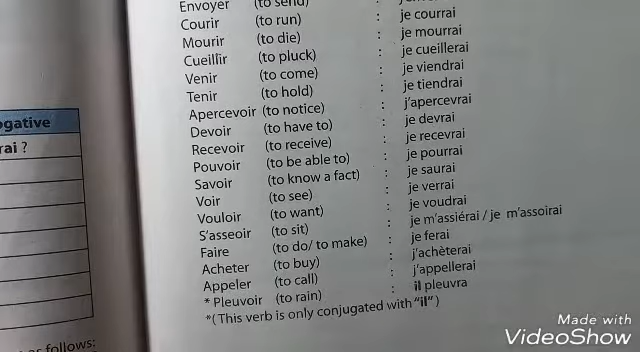 Envoyer (to send) :
Courir (to run) : je courrai
Mourir (to die) : je mourrai
Cueillir (to pluck) : je cueillerai
Venir (to come) : je viendrai
Tenir (to hold) : je tiendrai
Apercevoir (to notice) : j'apercevrai
Devoir (to have to) : je devrai
Recevoir (to receive) : je recevrai
Pouvoir (to be able to) : je pourrai
Savoir (to know a fact) : je saurai
Voir (to see) : je verrai
Vouloir (to want) : je voudrai
S'asseoir (to sit) : je m'assiérai / je m'assoirai
Faire (to do/ to make) : je ferai
Acheter (to buy) : j'achèterai
Appeler (to call) : j'appellerai
* Pleuvoir (to rain) : il pleuvra
*(This verb is only conjugated with "il")
ogative
rai ?
as follows:
Made with
VideoShow